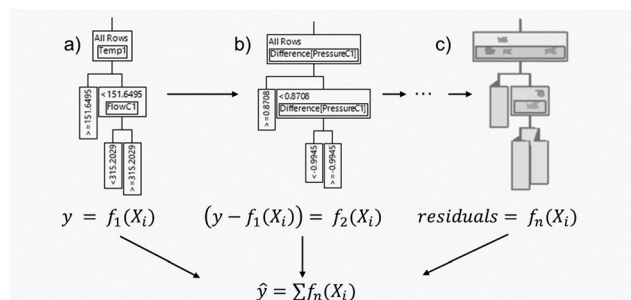 a)
All Rows
Temp1
>=151.6495
<151.6495
FlowC1
<315.2029
>=315.2029
y = f₁(Xᵢ)
b)
All Rows
Difference[PressureC1]
>=0.8708
<0.8708
Difference[PressureC1]
<-0.9945
>=-0.9945
(y−f₁(Xᵢ)) = f₂(Xᵢ)
...
c)
residuals = fₙ(Xᵢ)
ŷ = ∑fₙ(Xᵢ)